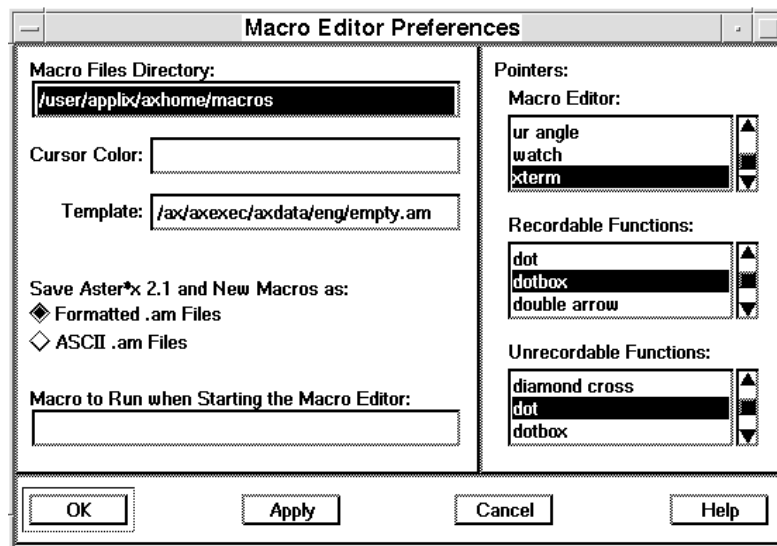 Macro Editor Preferences
Macro Files Directory:
/user/applix/axhome/macros
Cursor Color:
Template: /ax/axexec/axdata/eng/empty.am
Save Aster*x 2.1 and New Macros as:
Formatted .am Files
ASCII .am Files
Macro to Run when Starting the Macro Editor:
Pointers:
Macro Editor:
ur angle
watch
xterm
Recordable Functions:
dot
dotbox
double arrow
Unrecordable Functions:
diamond cross
dot
dotbox
OK Apply Cancel Help